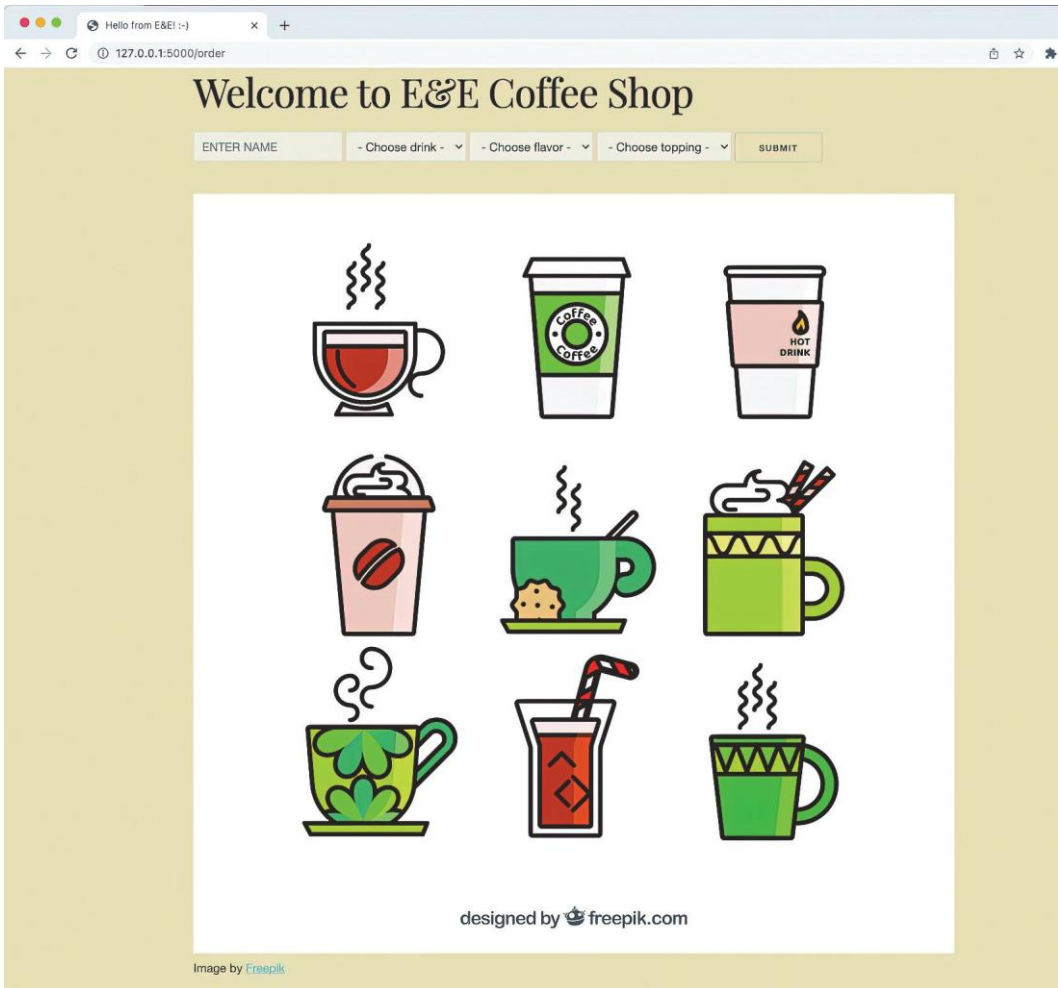 Hello from E&E! :-)
127.0.0.1:5000/order
Welcome to E&E Coffee Shop
ENTER NAME - Choose drink - - Choose flavor - - Choose topping - SUBMIT
Coffee
Coffee
HOT
DRINK
designed by freepik.com
Image by Freepik